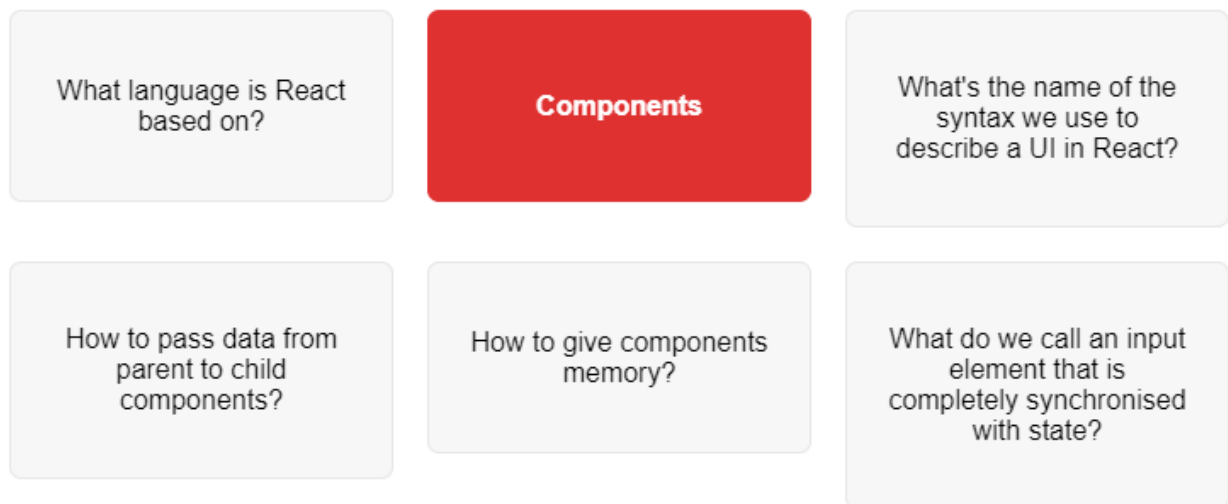 What language is React
based on?
Components
What's the name of the
syntax we use to
describe a UI in React?
How to pass data from
parent to child
components?
How to give components
memory?
What do we call an input
element that is
completely synchronised
with state?